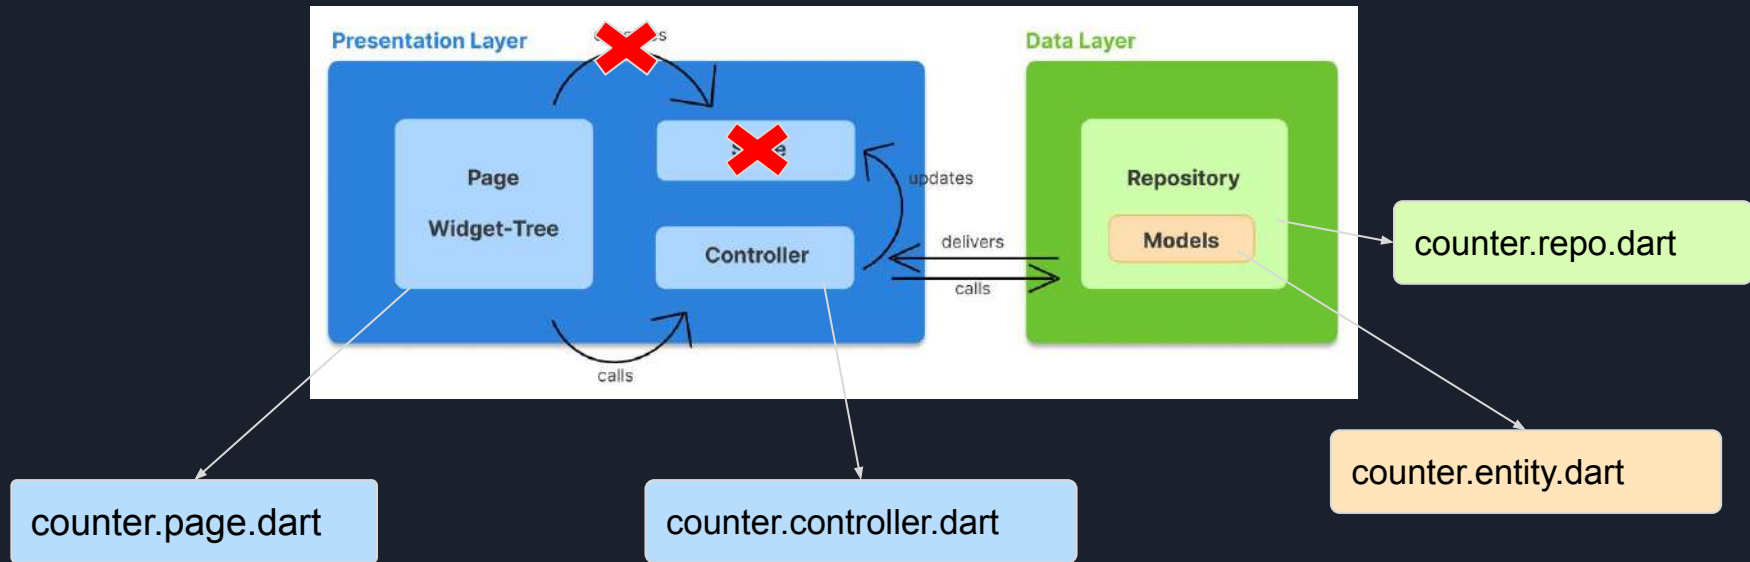 Presentation Layer
Data Layer
Page
Widget-Tree
Controller
updates
delivers
calls
calls
Repository
Models
counter.repo.dart
counter.entity.dart
counter.page.dart
counter.controller.dart